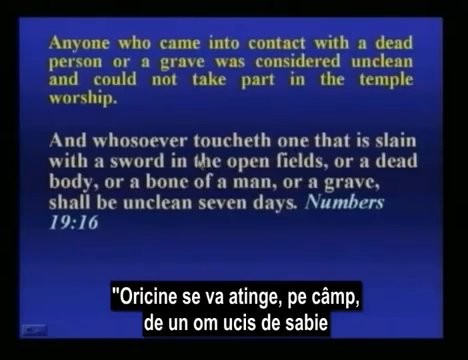 Anyone who came into contact with a dead
person or a grave was considered unclean
and could not take part in the temple
worship.
And whosoever toucheth one that is slain
with a sword in the open fields, or a dead
body, or a bone of a man, or a grave,
shall be unclean seven days. Numbers
19:16
"Oricine se va atinge, pe câmp,
de un om ucis de sabie